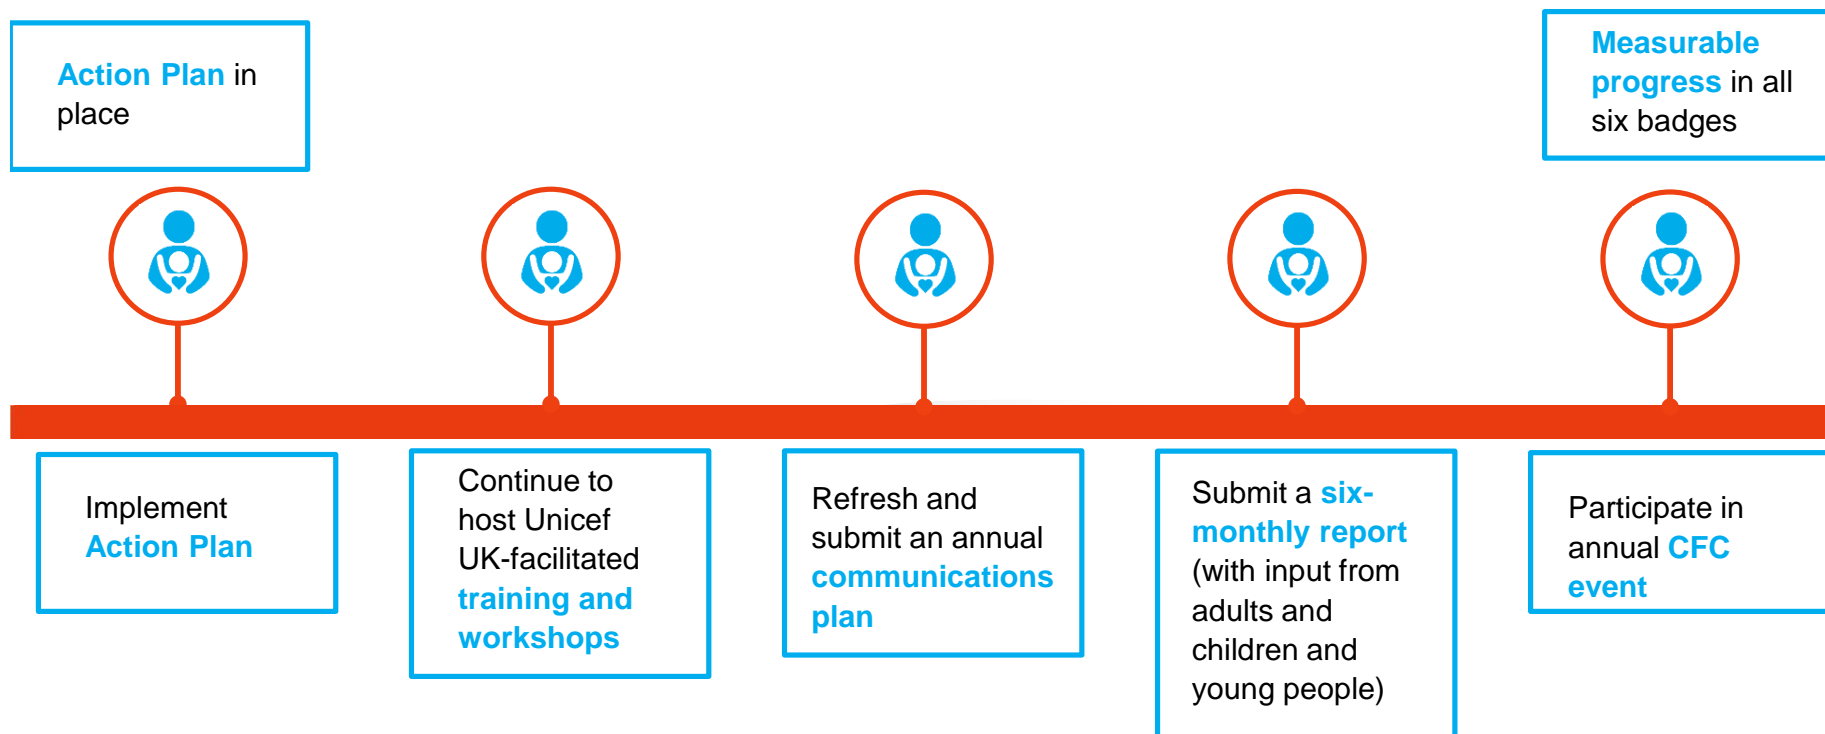 Action Plan in
place
Measurable
progress in all
six badges
Implement
Action Plan
Continue to
host Unicef
UK-facilitated
training and
workshops
Refresh and
submit an annual
communications
plan
Submit a six-
monthly report
(with input from
adults and
children and
young people)
Participate in
annual CFC
event